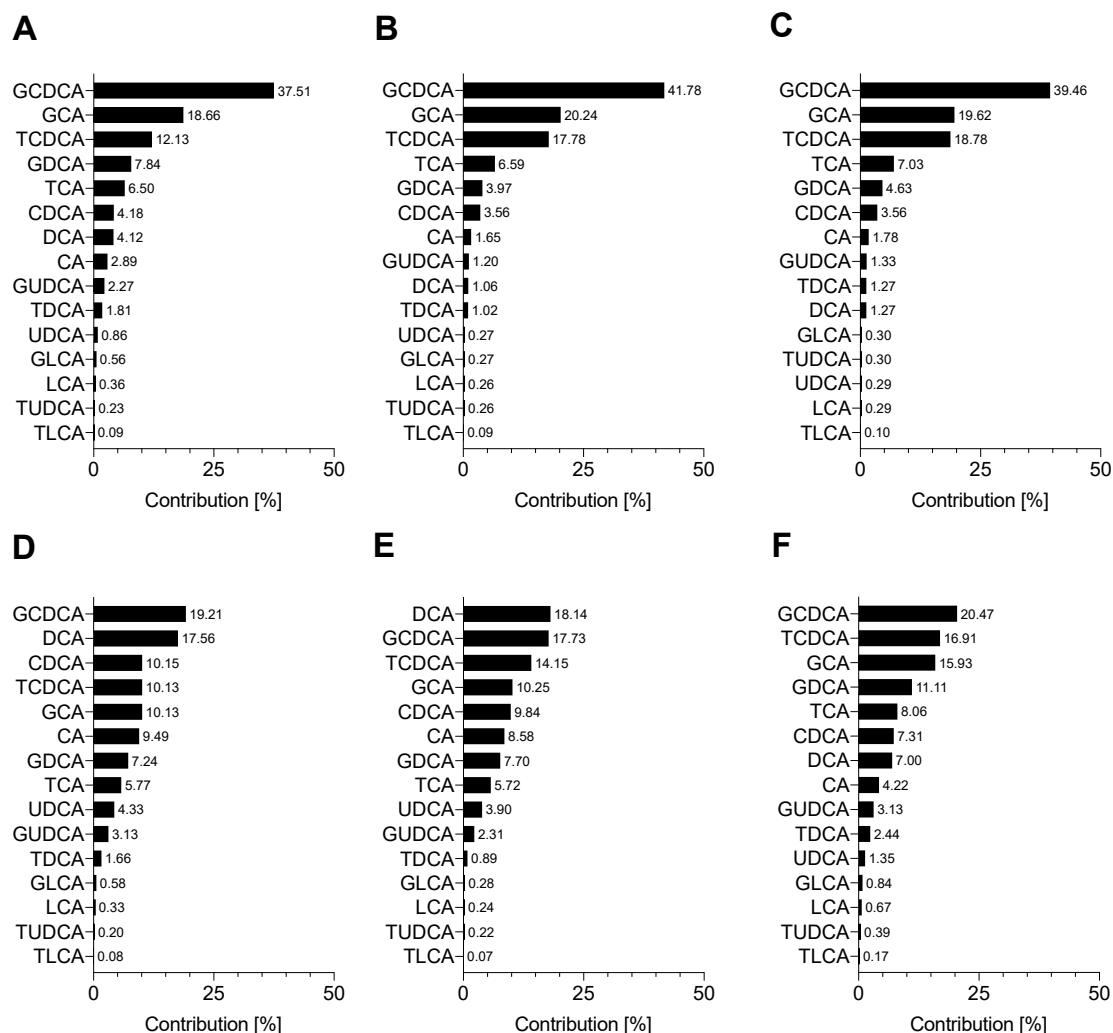 A
GCDCA 37.51
GCA 18.66
TCDCA 12.13
GDCA 7.84
TCA 6.50
CDCA 4.18
DCA 4.12
CA 2.89
GUDCA 2.27
TDCA 1.81
UDCA 0.86
GLCA 0.56
LCA 0.36
TUDCA 0.23
TLCA 0.09
0 25 50
Contribution [%]
B
GCDCA 41.78
GCA 20.24
TCDCA 17.78
TCA 6.59
GDCA 3.97
CDCA 3.56
CA 1.65
GUDCA 1.20
DCA 1.06
TDCA 1.02
UDCA 0.27
GLCA 0.27
LCA 0.26
TUDCA 0.26
TLCA 0.09
0 25 50
Contribution [%]
C
GCDCA 39.46
GCA 19.62
TCDCA 18.78
TCA 7.03
GDCA 4.63
CDCA 3.56
CA 1.78
GUDCA 1.33
TDCA 1.27
DCA 1.27
GLCA 0.30
TUDCA 0.30
UDCA 0.29
LCA 0.29
TLCA 0.10
0 25 50
Contribution [%]
D
GCDCA 19.21
DCA 17.56
CDCA 10.15
TCDCA 10.13
GCA 10.13
CA 9.49
GDCA 7.24
TCA 5.77
UDCA 4.33
GUDCA 3.13
TDCA 1.66
GLCA 0.58
LCA 0.33
TUDCA 0.20
TLCA 0.08
0 25 50
Contribution [%]
E
DCA 18.14
GCDCA 17.73
TCDCA 14.15
GCA 10.25
CDCA 9.84
CA 8.58
GDCA 7.70
TCA 5.72
UDCA 3.90
GUDCA 2.31
TDCA 0.89
GLCA 0.28
LCA 0.24
TUDCA 0.22
TLCA 0.07
0 25 50
Contribution [%]
F
GCDCA 20.47
TCDCA 16.91
GCA 15.93
GDCA 11.11
TCA 8.06
CDCA 7.31
DCA 7.00
CA 4.22
GUDCA 3.13
TDCA 2.44
UDCA 1.35
GLCA 0.84
LCA 0.67
TUDCA 0.39
TLCA 0.17
0 25 50
Contribution [%]